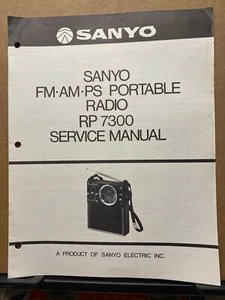 SANYO
SANYO
FM·AM·PS PORTABLE
RADIO
RP 7300
SERVICE MANUAL
A PRODUCT OF SANYO ELECTRIC INC.